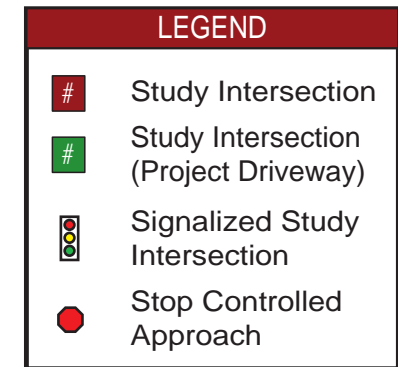 LEGEND
# Study Intersection
# Study Intersection
(Project Driveway)
Signalized Study
Intersection
Stop Controlled
Approach